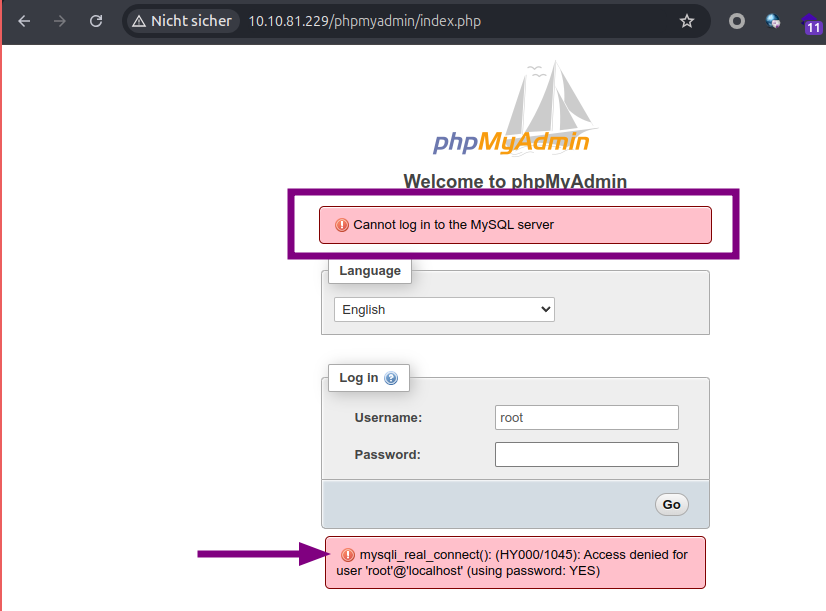 Nicht sicher 10.10.81.229/phpmyadmin/index.php
11
phpMyAdmin
Welcome to phpMyAdmin
Cannot log in to the MySQL server
Language
English
Log in
Username: root
Password:
Go
mysqli_real_connect(): (HY000/1045): Access denied for
user 'root'@'localhost' (using password: YES)